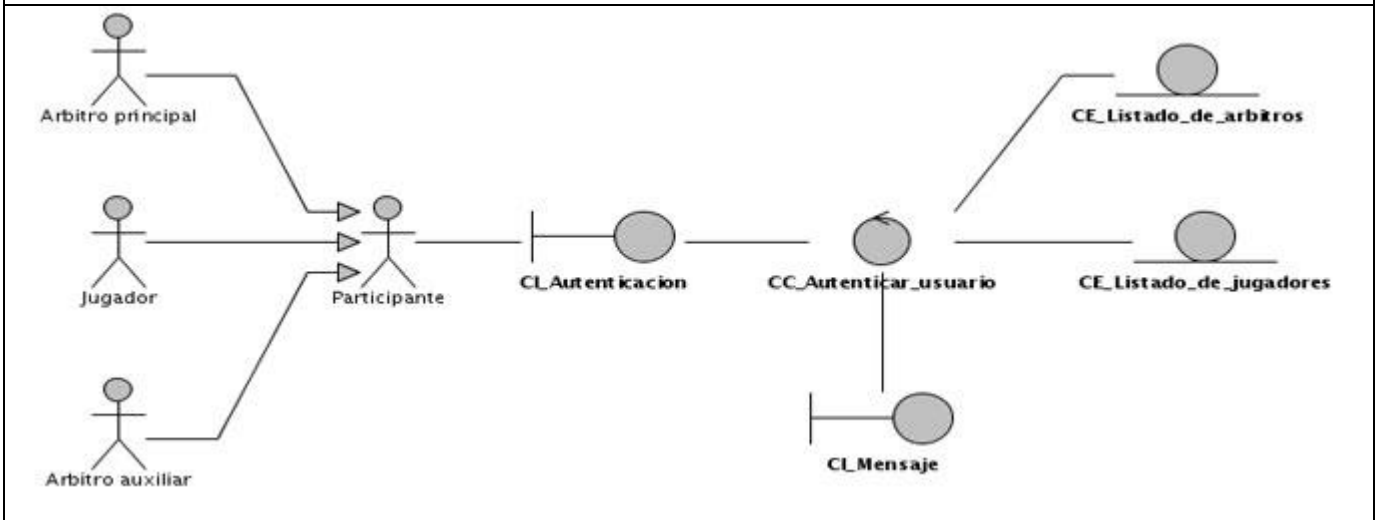 Arbitro principal
CE_Listado_de_arbitros
Jugador
Participante
CI_Autenticacion
CC_Autenticar_usuario
CE_Listado_de_jugadores
Arbitro auxiliar
CI_Mensaje